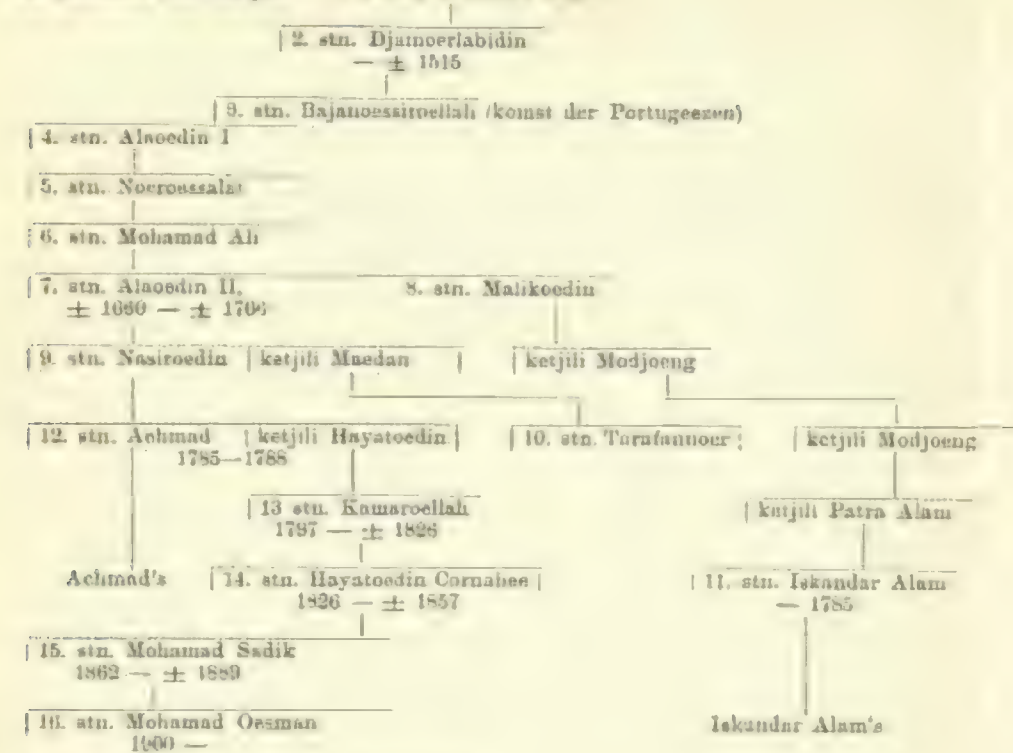 2. stn. Djamoerlabidin
— ± 1515
3. stn. Bajanoessiroellah (komst der Portugeezen)
4. stn. Alaoedin I
5. stn. Noeroessalat
6. stn. Mohamad Ali
7. stn. Alaoedin II, 8. stn. Malikoedin
± 1660 — ± 1706
9. stn. Nasiroedin ketjili Maedan ketjili Modjoeng
12. stn. Achmad ketjili Hayatoedin 10. stn. Tarafannoer ketjili Modjoeng
1785—1788
13 stn. Kamaroellah ketjili Patra Alam
1797 — ± 1826
Achmad's 14. stn. Hayatoedin Cornabee 11. stn. Iskandar Alam
1826 — ± 1857 — 1785
15. stn. Mohamad Sadik
1862 — ± 1889
16. stn. Mohamad Oesman Iskandar Alam's
1900 —